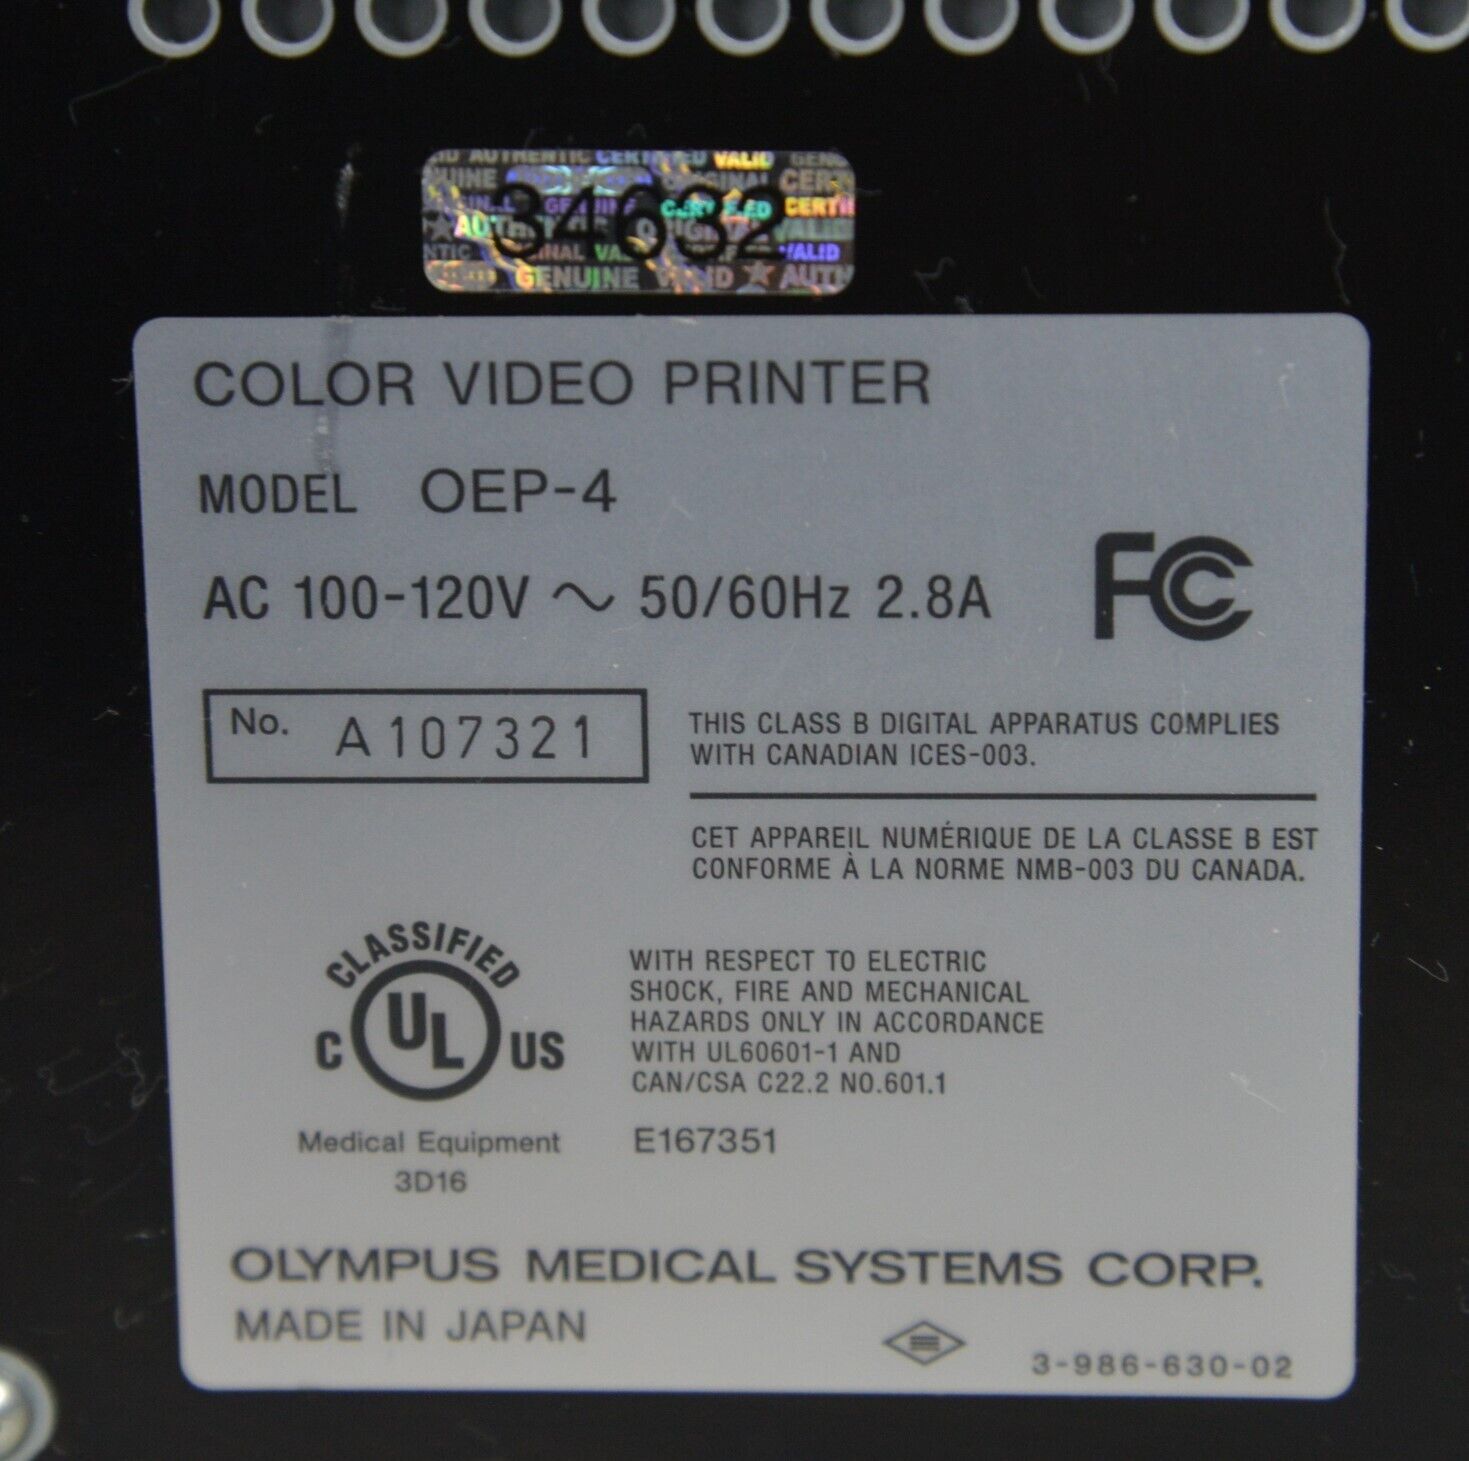 34632
COLOR VIDEO PRINTER
MODEL OEP-4
AC 100-120V ~ 50/60Hz 2.8A
FC
No. A107321
THIS CLASS B DIGITAL APPARATUS COMPLIES
WITH CANADIAN ICES-003.
CET APPAREIL NUMÉRIQUE DE LA CLASSE B EST
CONFORME À LA NORME NMB-003 DU CANADA.
CLASSIFIED
C UL US
WITH RESPECT TO ELECTRIC
SHOCK, FIRE AND MECHANICAL
HAZARDS ONLY IN ACCORDANCE
WITH UL60601-1 AND
CAN/CSA C22.2 NO.601.1
Medical Equipment
3D16
E167351
OLYMPUS MEDICAL SYSTEMS CORP.
MADE IN JAPAN
3-986-630-02